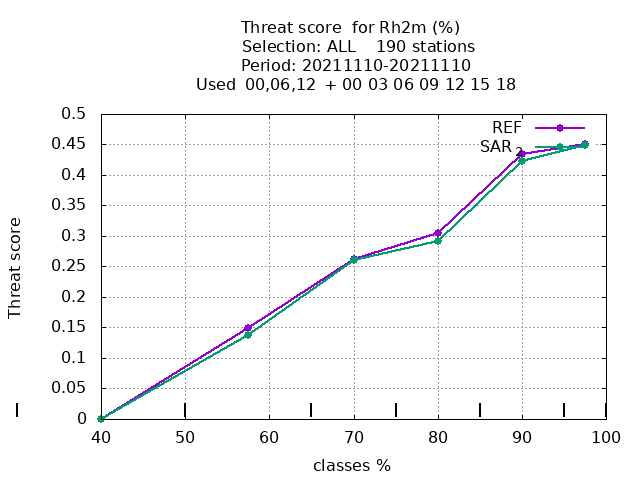 Threat score  for Rh2m (%)
Selection: ALL    190 stations
Period: 20211110-20211110
Used  00,06,12  + 00 03 06 09 12 15 18
REF
SAR 2
0.5
0.45
0.4
0.35
0.3
0.25
0.2
0.15
0.1
0.05
0
Threat score
40 50 60 70 80 90 100
classes %